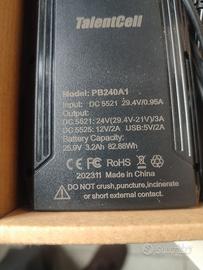 TalentCell
Model: PB240A1
Input: DC 5521 29.4V/0.95A
Output:
DC 5521: 24V(29.4V-21V)/3A
DC 5525: 12V/2A USB:5V/2A
Battery Capacity:
25.9V 3.2Ah 82.88Wh
CE FC RoHS
202311 Made in China
DO NOT crush,puncture,incinerate
or short external contacts.